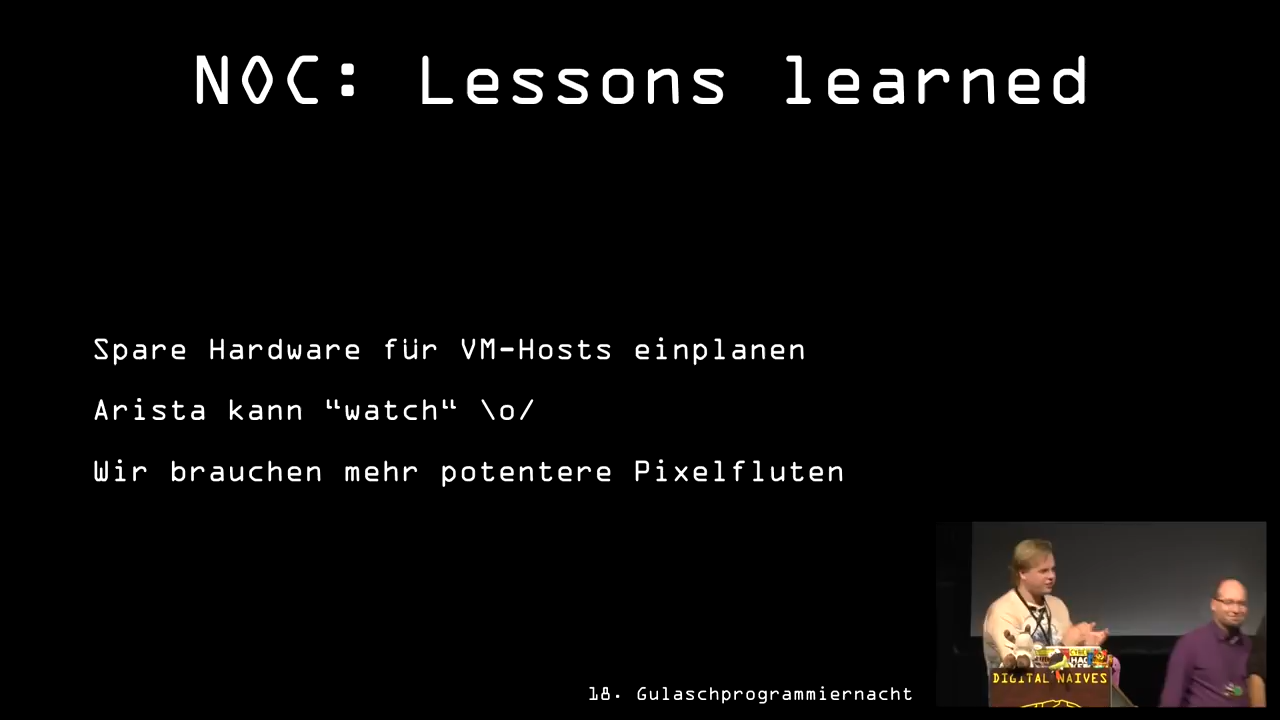 NOC: Lessons learned
Spare Hardware für VM-Hosts einplanen
Arista kann “watch“ \o/
Wir brauchen mehr potentere Pixelfluten
18. Gulaschprogrammiernacht
DIGITAL NAIVES